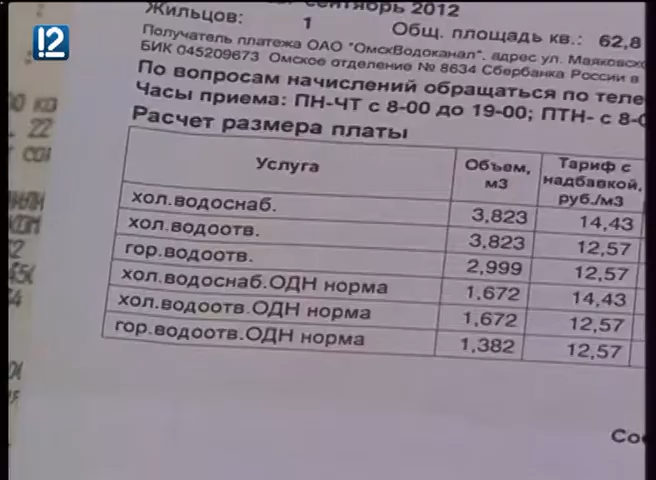 12
сентябрь 2012
Жильцов: 1 Общ. площадь кв.: 62,8
Получатель платежа ОАО "ОмскВодоканал", адрес ул. Маяковско
БИК 045209673 Омское отделение № 8634 Сбербанка России в
По вопросам начислений обращаться по теле
Часы приема: ПН-ЧТ с 8-00 до 19-00; ПТН- с 8-0
Расчет размера платы
Услуга Объем, м3 Тариф с надбавкой, руб./м3
хол.водоснаб. 3,823 14,43
хол.водоотв. 3,823 12,57
гор.водоотв. 2,999 12,57
хол.водоснаб.ОДН норма 1,672 14,43
хол.водоотв.ОДН норма 1,672 12,57
гор.водоотв.ОДН норма 1,382 12,57
Со